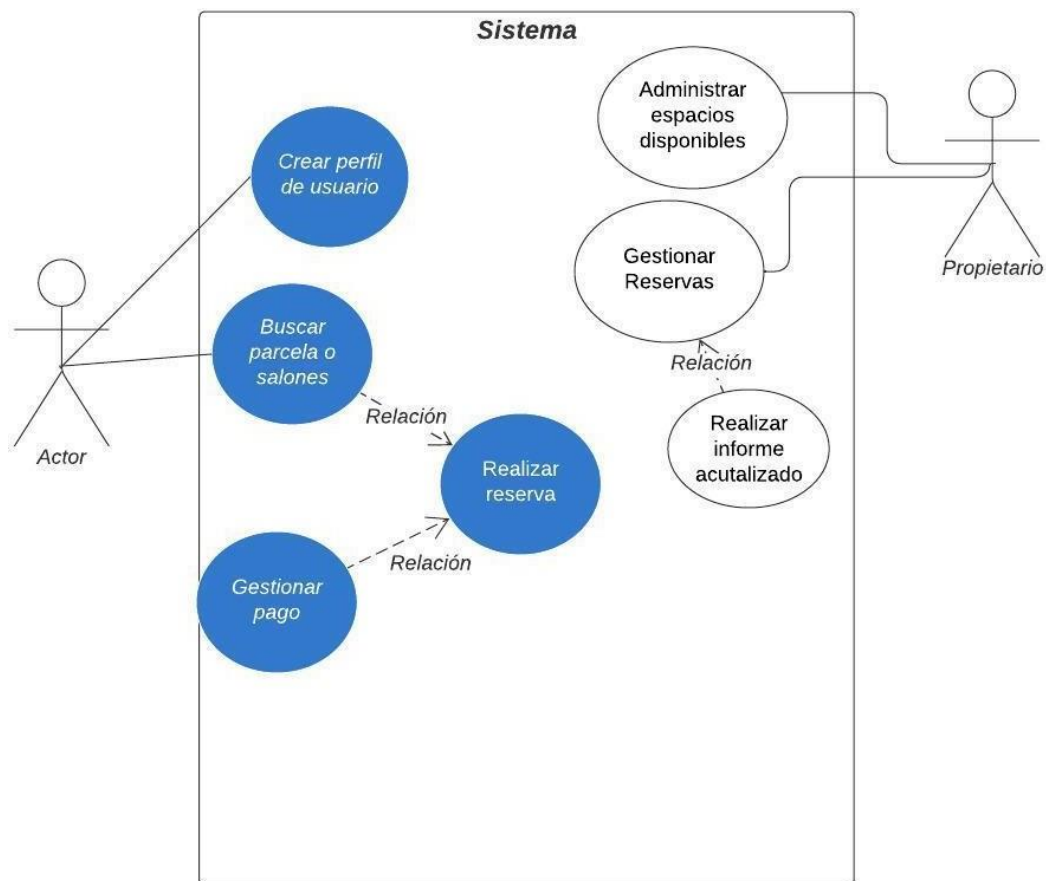 Sistema
Administrar
espacios
disponibles
Crear perfil
de usuario
Gestionar
Reservas
Propietario
Buscar
parcela o
salones
Relación
Relación
Actor
Realizar
informe
acutalizado
Realizar
reserva
Relación
Gestionar
pago